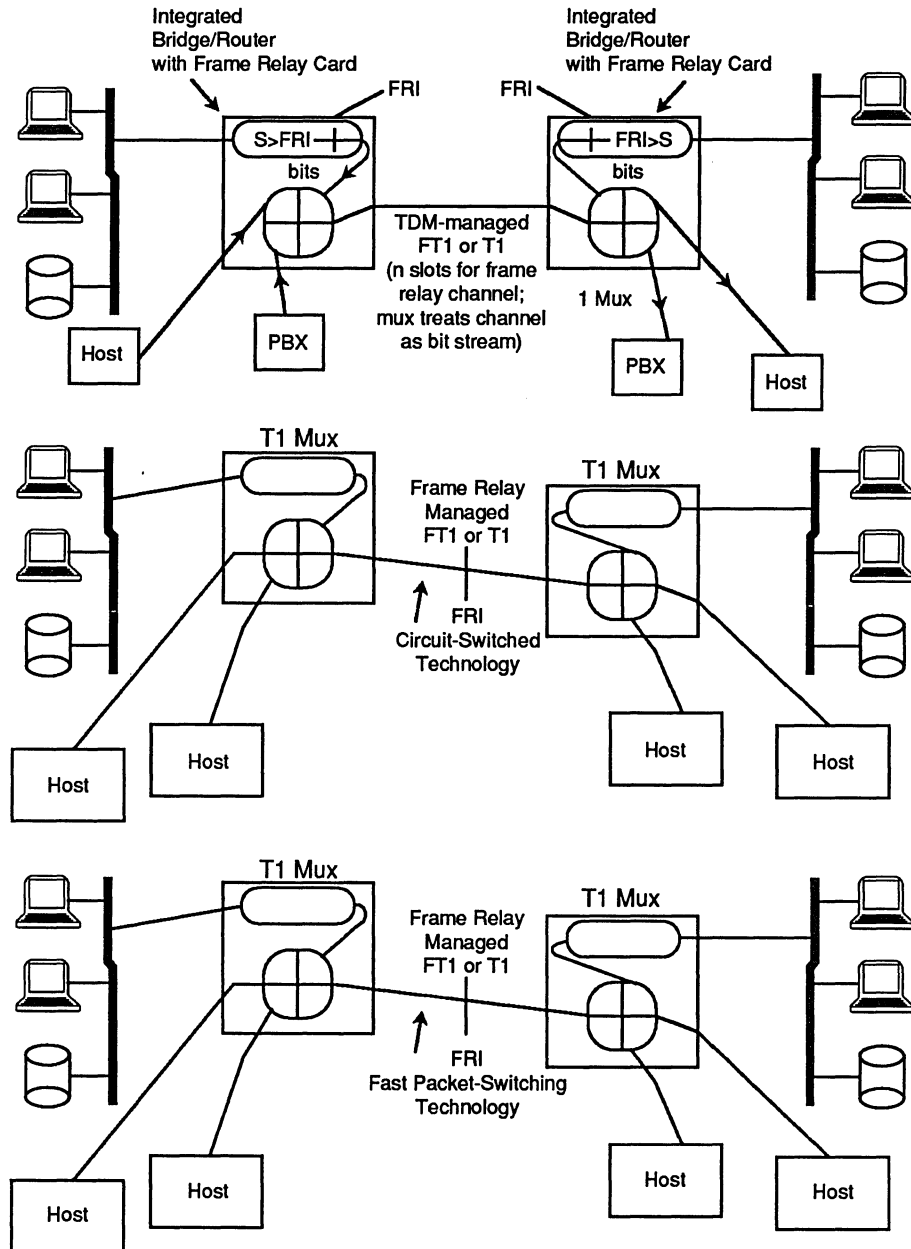 Integrated
Bridge/Router
with Frame Relay Card
Integrated
Bridge/Router
with Frame Relay Card
FRI
FRI
S>FRI
FRI>S
bits
bits
TDM-managed
FT1 or T1
(n slots for frame
relay channel;
mux treats channel
as bit stream)
1 Mux
Host
PBX
PBX
Host
T1 Mux
T1 Mux
Frame Relay
Managed
FT1 or T1
FRI
Circuit-Switched
Technology
Host
Host
Host
Host
T1 Mux
T1 Mux
Frame Relay
Managed
FT1 or T1
FRI
Fast Packet-Switching
Technology
Host
Host
Host
Host